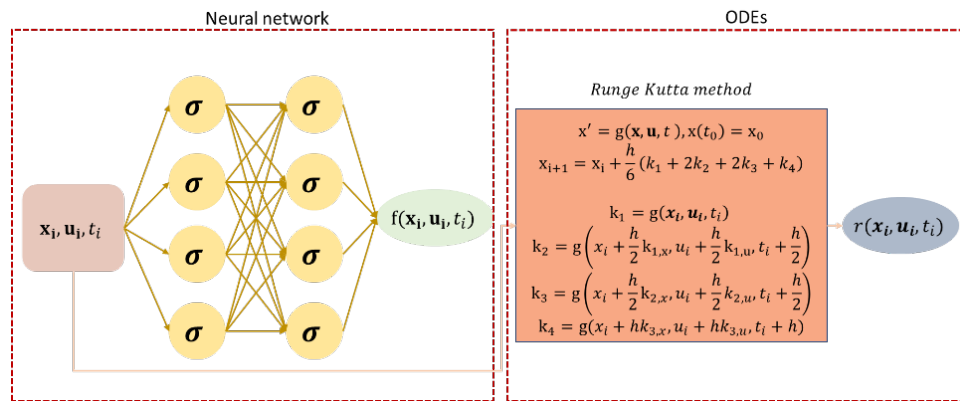 Neural network
ODEs
Runge Kutta method
σ σ
σ σ
σ σ
σ σ
𝐱ᵢ, 𝐮ᵢ, tᵢ
f(𝐱ᵢ, 𝐮ᵢ, tᵢ)
x′ = g(𝐱, 𝐮, t), x(t₀) = x₀
xᵢ₊₁ = xᵢ + h/6 (k₁ + 2k₂ + 2k₃ + k₄)
k₁ = g(𝒙ᵢ, 𝒖ᵢ, tᵢ)
k₂ = g(xᵢ + h/2 k₁,ₓ, uᵢ + h/2 k₁,ᵤ, tᵢ + h/2)
k₃ = g(xᵢ + h/2 k₂,ₓ, uᵢ + h/2 k₂,ᵤ, tᵢ + h/2)
k₄ = g(xᵢ + hk₃,ₓ, uᵢ + hk₃,ᵤ, tᵢ + h)
r(𝒙ᵢ, 𝒖ᵢ, tᵢ)